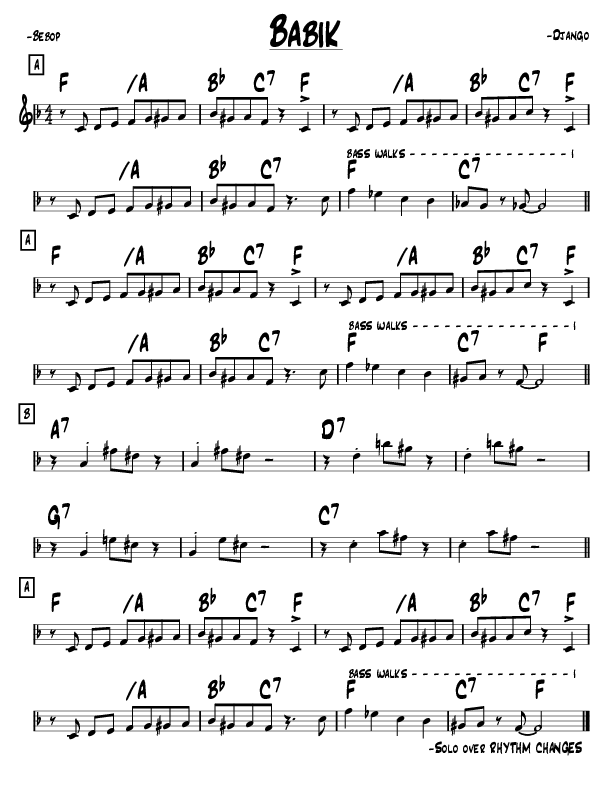 BABIK
-BEBOP
-DJANGO
A
F /A B♭ C7 F /A B♭ C7 F
BASS WALKS
/A B♭ C7 F C7
A
F /A B♭ C7 F /A B♭ C7 F
BASS WALKS
/A B♭ C7 F C7 F
B
A7 D7
G7 C7
A
F /A B♭ C7 F /A B♭ C7 F
BASS WALKS
/A B♭ C7 F C7 F
-SOLO OVER RHYTHM CHANGES